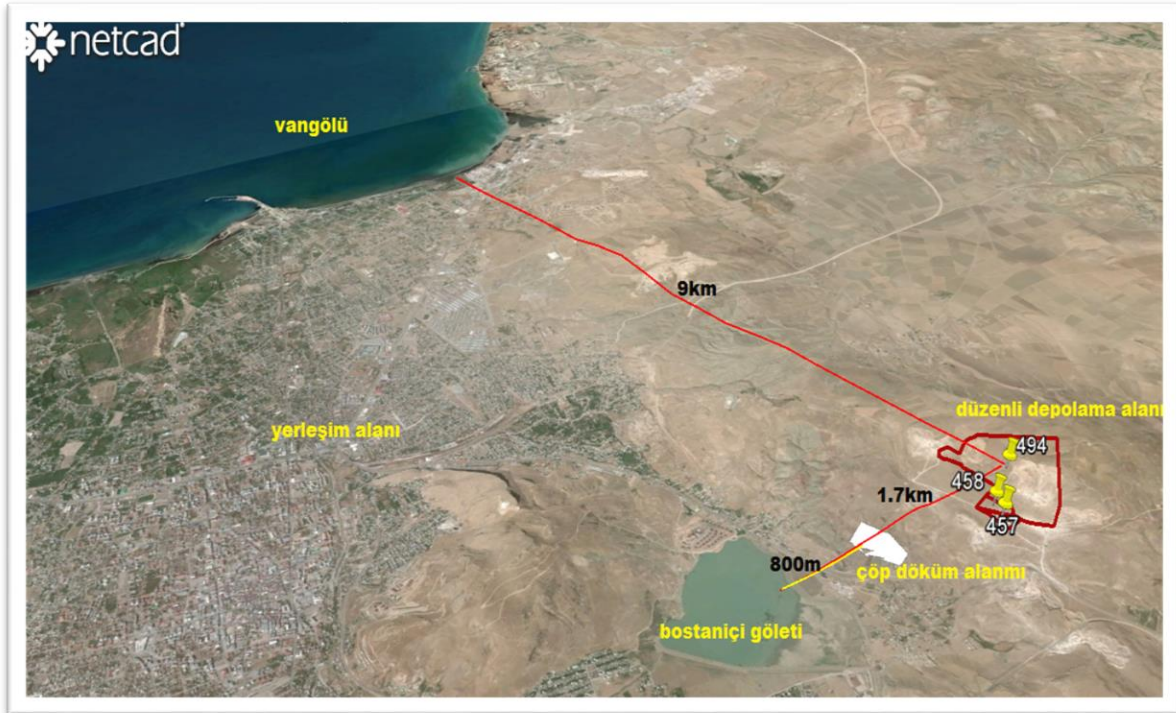 netcad
vangölü
9km
yerleşim alanı
düzenli depolama alanı
494
458
1.7km
457
800m
çöp döküm alanmı
bostaniçi göleti